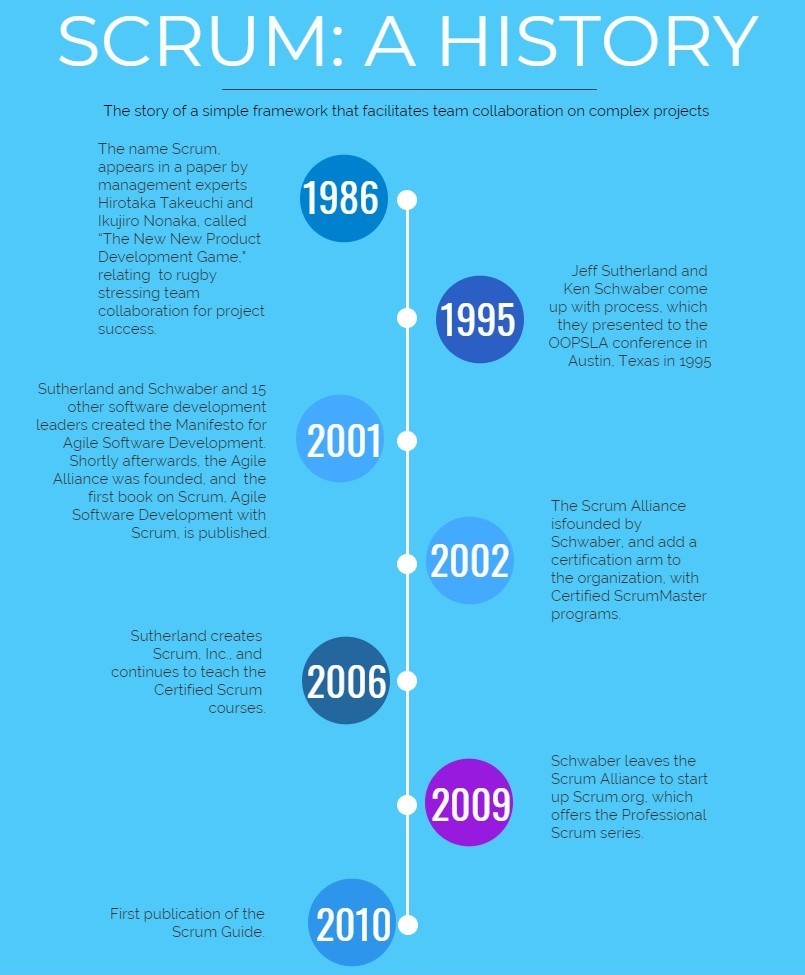 SCRUM: A HISTORY
The story of a simple framework that facilitates team collaboration on complex projects
The name Scrum,
appears in a paper by
management experts
Hirotaka Takeuchi and
Ikujiro Nonaka, called
“The New New Product
Development Game,”
relating to rugby
stressing team
collaboration for project
success.
1986
1995
Jeff Sutherland and
Ken Schwaber come
up with process, which
they presented to the
OOPSLA conference in
Austin, Texas in 1995
Sutherland and Schwaber and 15
other software development
leaders created the Manifesto for
Agile Software Development.
Shortly afterwards, the Agile
Alliance was founded, and the
first book on Scrum, Agile
Software Development with
Scrum, is published.
2001
2002
The Scrum Alliance
isfounded by
Schwaber, and add a
certification arm to
the organization, with
Certified ScrumMaster
programs.
Sutherland creates
Scrum, Inc., and
continues to teach the
Certified Scrum
courses.
2006
2009
Schwaber leaves the
Scrum Alliance to start
up Scrum.org, which
offers the Professional
Scrum series.
First publication of the
Scrum Guide.
2010